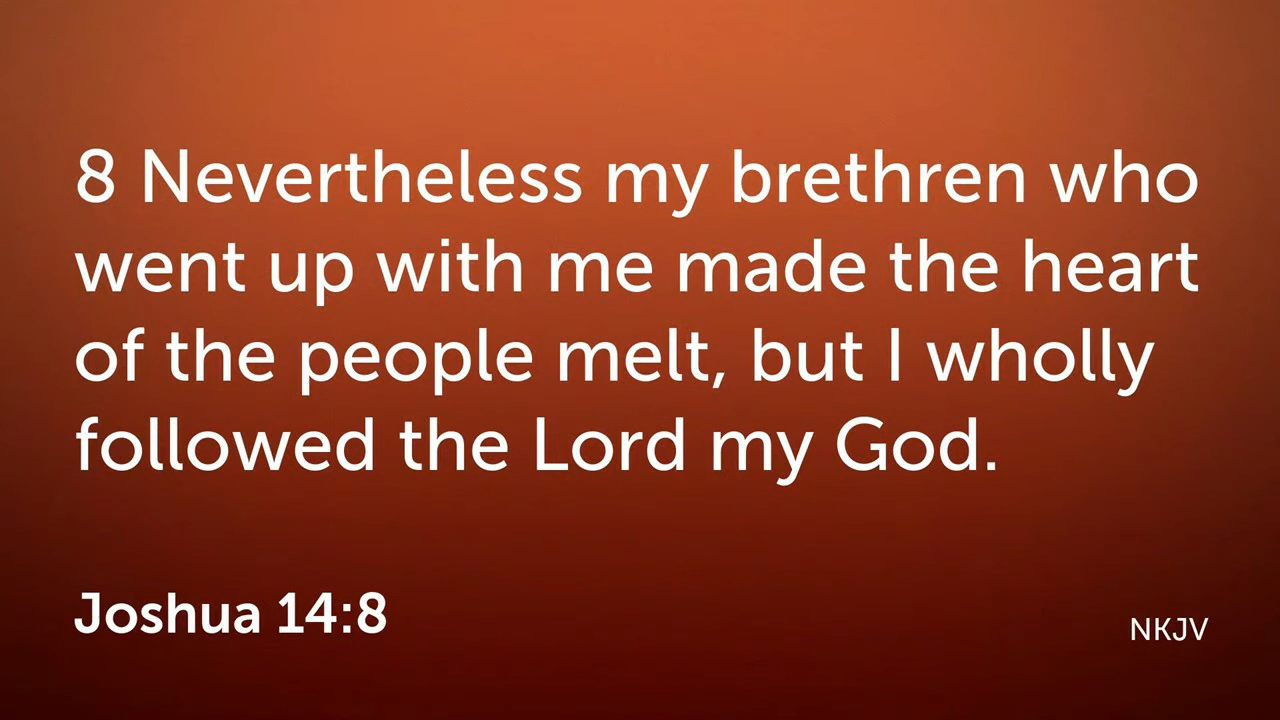 8 Nevertheless my brethren who
went up with me made the heart
of the people melt, but I wholly
followed the Lord my God.
Joshua 14:8
NKJV